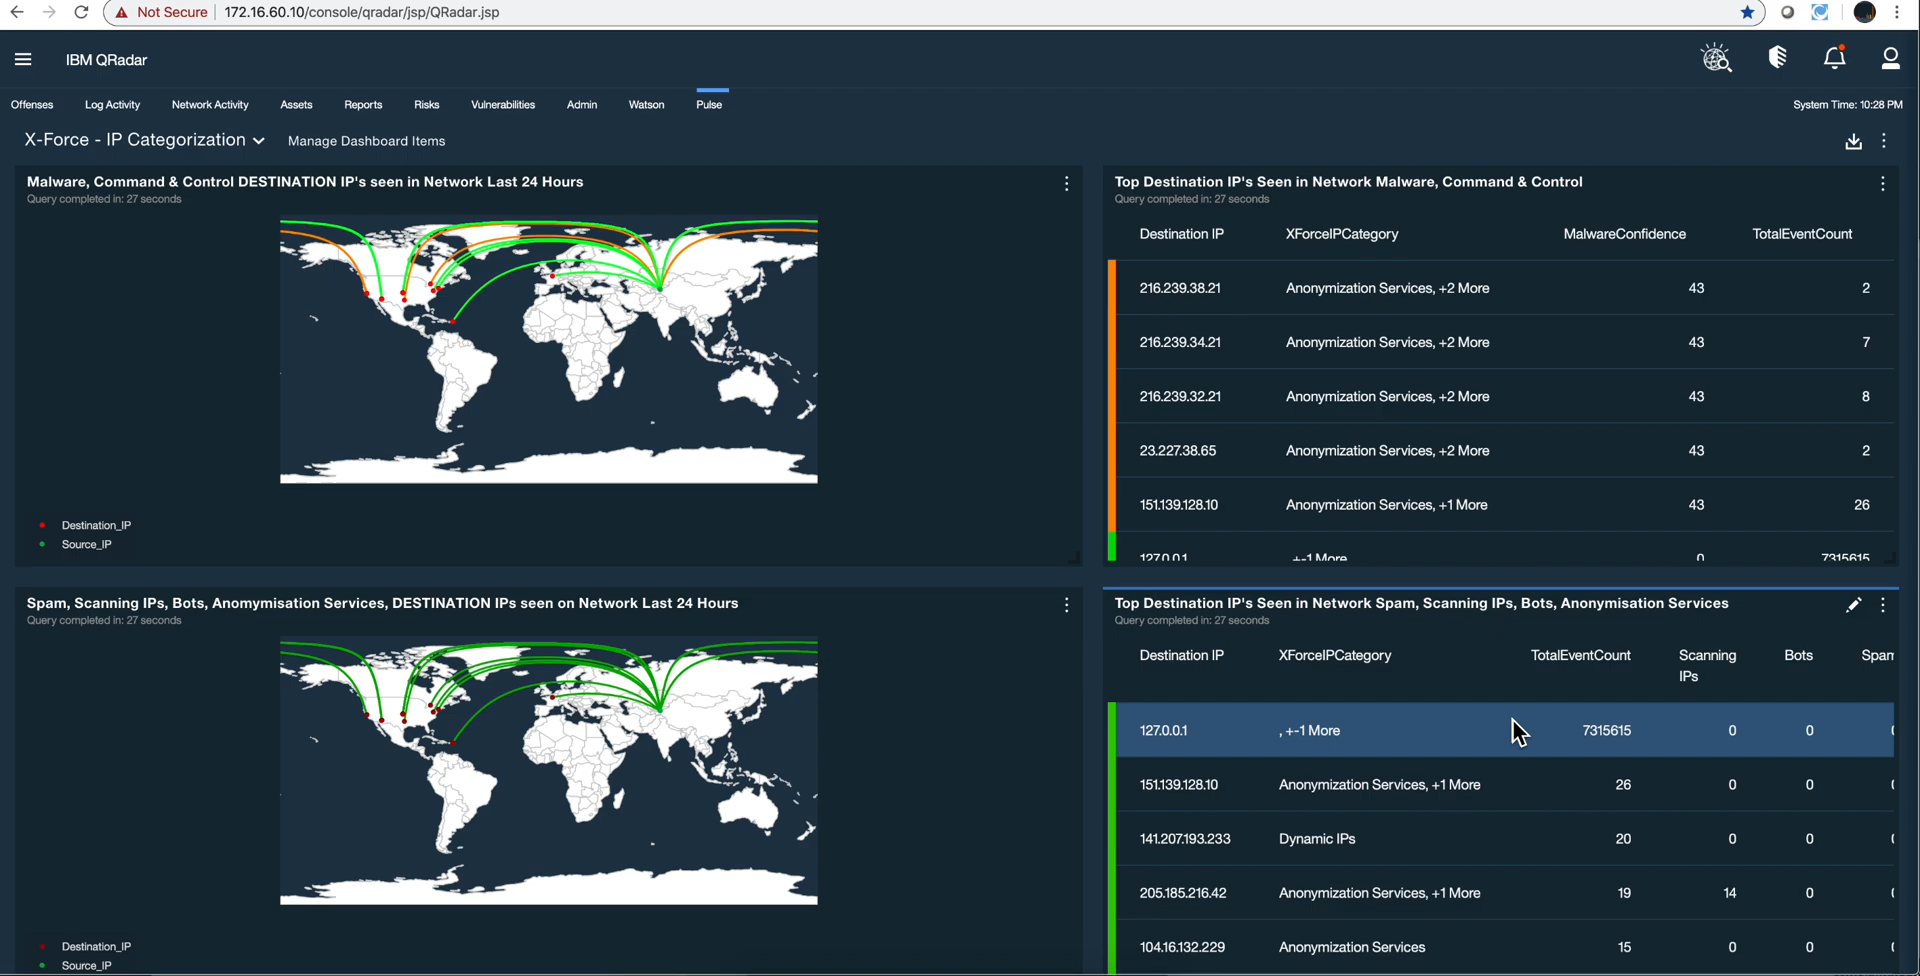 Not Secure 172.16.60.10/console/qradar/jsp/QRadar.jsp
IBM QRadar
Offenses Log Activity Network Activity Assets Reports Risks Vulnerabilities Admin Watson Pulse System Time: 10:28 PM
X-Force - IP Categorization Manage Dashboard Items
Malware, Command & Control DESTINATION IP's seen in Network Last 24 Hours
Query completed in: 27 seconds
Destination_IP
Source_IP
Top Destination IP's Seen in Network Malware, Command & Control
Query completed in: 27 seconds
Destination IP XForceIPCategory MalwareConfidence TotalEventCount
216.239.38.21 Anonymization Services, +2 More 43 2
216.239.34.21 Anonymization Services, +2 More 43 7
216.239.32.21 Anonymization Services, +2 More 43 8
23.227.38.65 Anonymization Services, +2 More 43 2
151.139.128.10 Anonymization Services, +1 More 43 26
127.0.0.1 , +-1 More 0 7315615
Spam, Scanning IPs, Bots, Anomymisation Services, DESTINATION IPs seen on Network Last 24 Hours
Query completed in: 27 seconds
Destination_IP
Source_IP
Top Destination IP's Seen in Network Spam, Scanning IPs, Bots, Anonymisation Services
Query completed in: 27 seconds
Destination IP XForceIPCategory TotalEventCount Scanning IPs Bots Spam
127.0.0.1 , +-1 More 7315615 0 0
151.139.128.10 Anonymization Services, +1 More 26 0 0
141.207.193.233 Dynamic IPs 20 0 0
205.185.216.42 Anonymization Services, +1 More 19 14 0
104.16.132.229 Anonymization Services 15 0 0